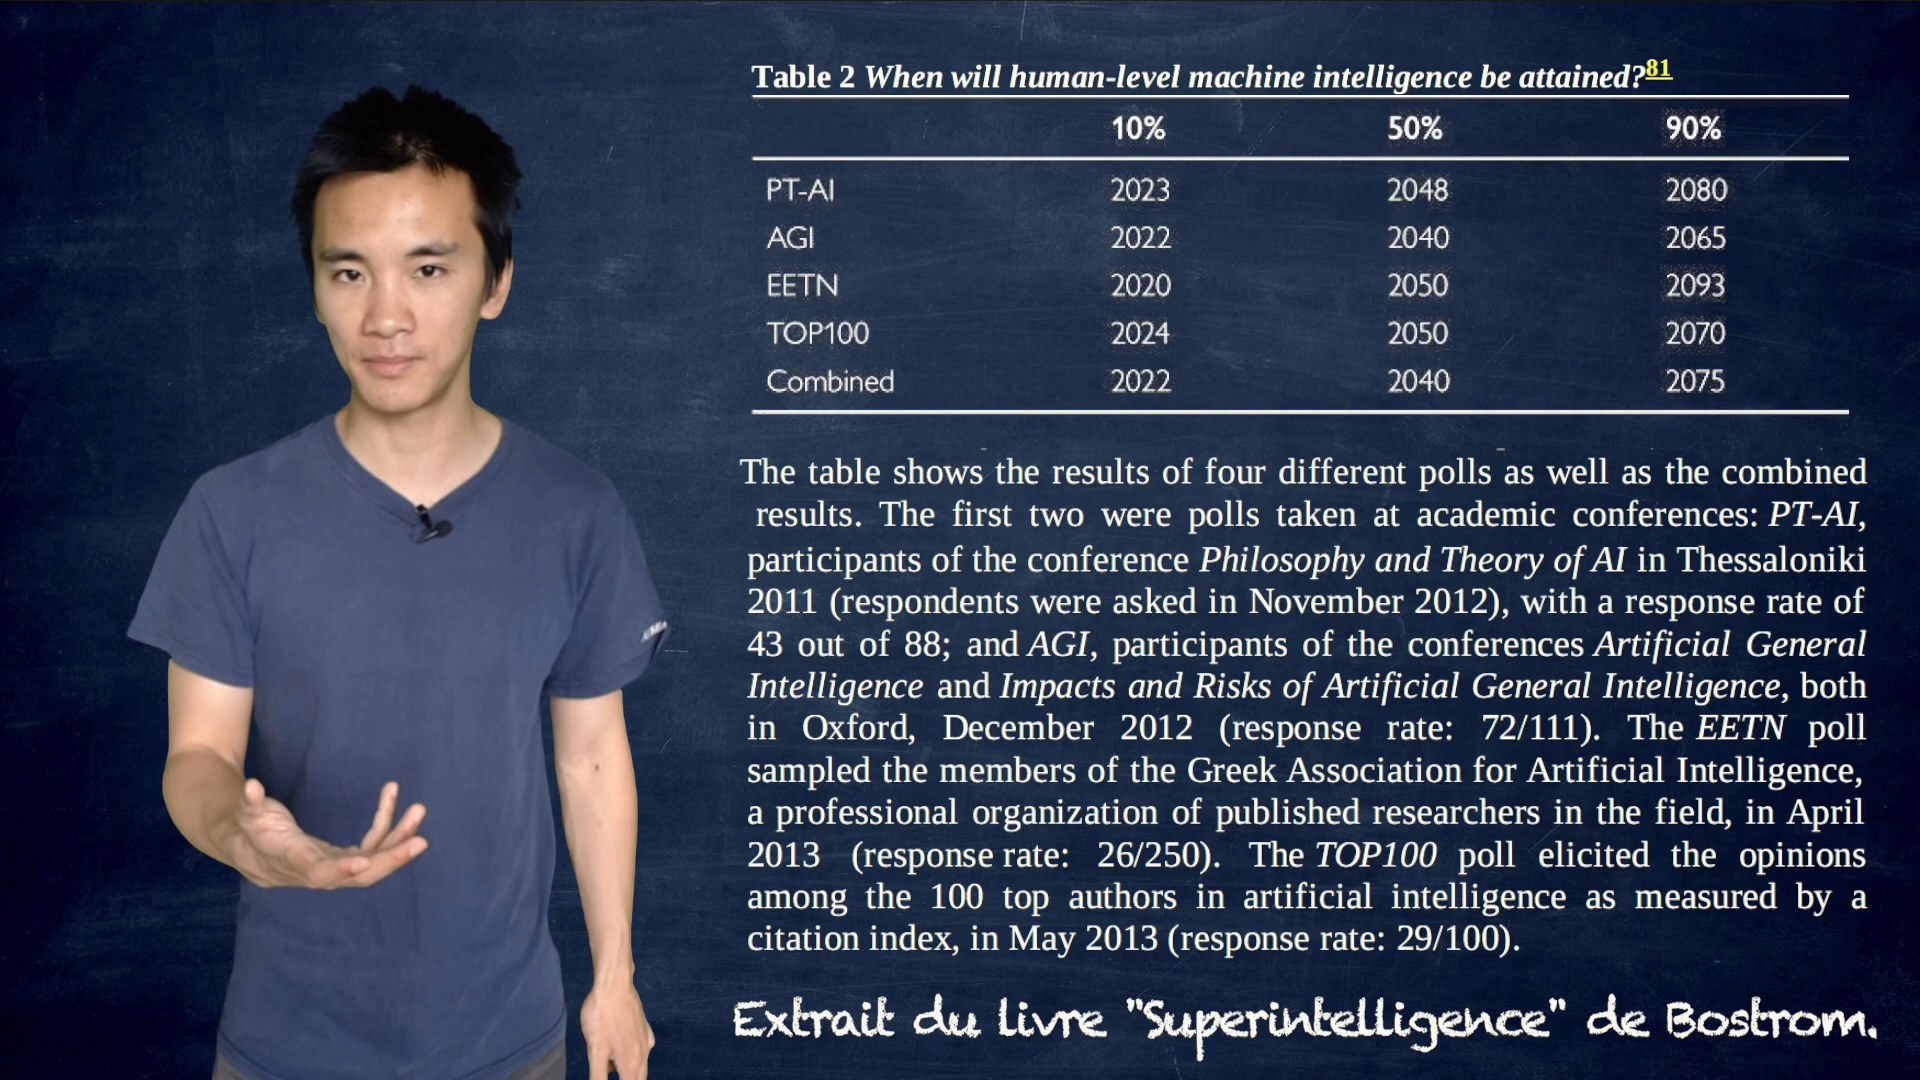 Table 2 When will human-level machine intelligence be attained?81
10% 50% 90%
PT-AI 2023 2048 2080
AGI 2022 2040 2065
EETN 2020 2050 2093
TOP100 2024 2050 2070
Combined 2022 2040 2075
The table shows the results of four different polls as well as the combined
results. The first two were polls taken at academic conferences: PT-AI,
participants of the conference Philosophy and Theory of AI in Thessaloniki
2011 (respondents were asked in November 2012), with a response rate of
43 out of 88; and AGI, participants of the conferences Artificial General
Intelligence and Impacts and Risks of Artificial General Intelligence, both
in Oxford, December 2012 (response rate: 72/111). The EETN poll
sampled the members of the Greek Association for Artificial Intelligence,
a professional organization of published researchers in the field, in April
2013 (response rate: 26/250). The TOP100 poll elicited the opinions
among the 100 top authors in artificial intelligence as measured by a
citation index, in May 2013 (response rate: 29/100).
Extrait du livre "Superintelligence" de Bostrom.